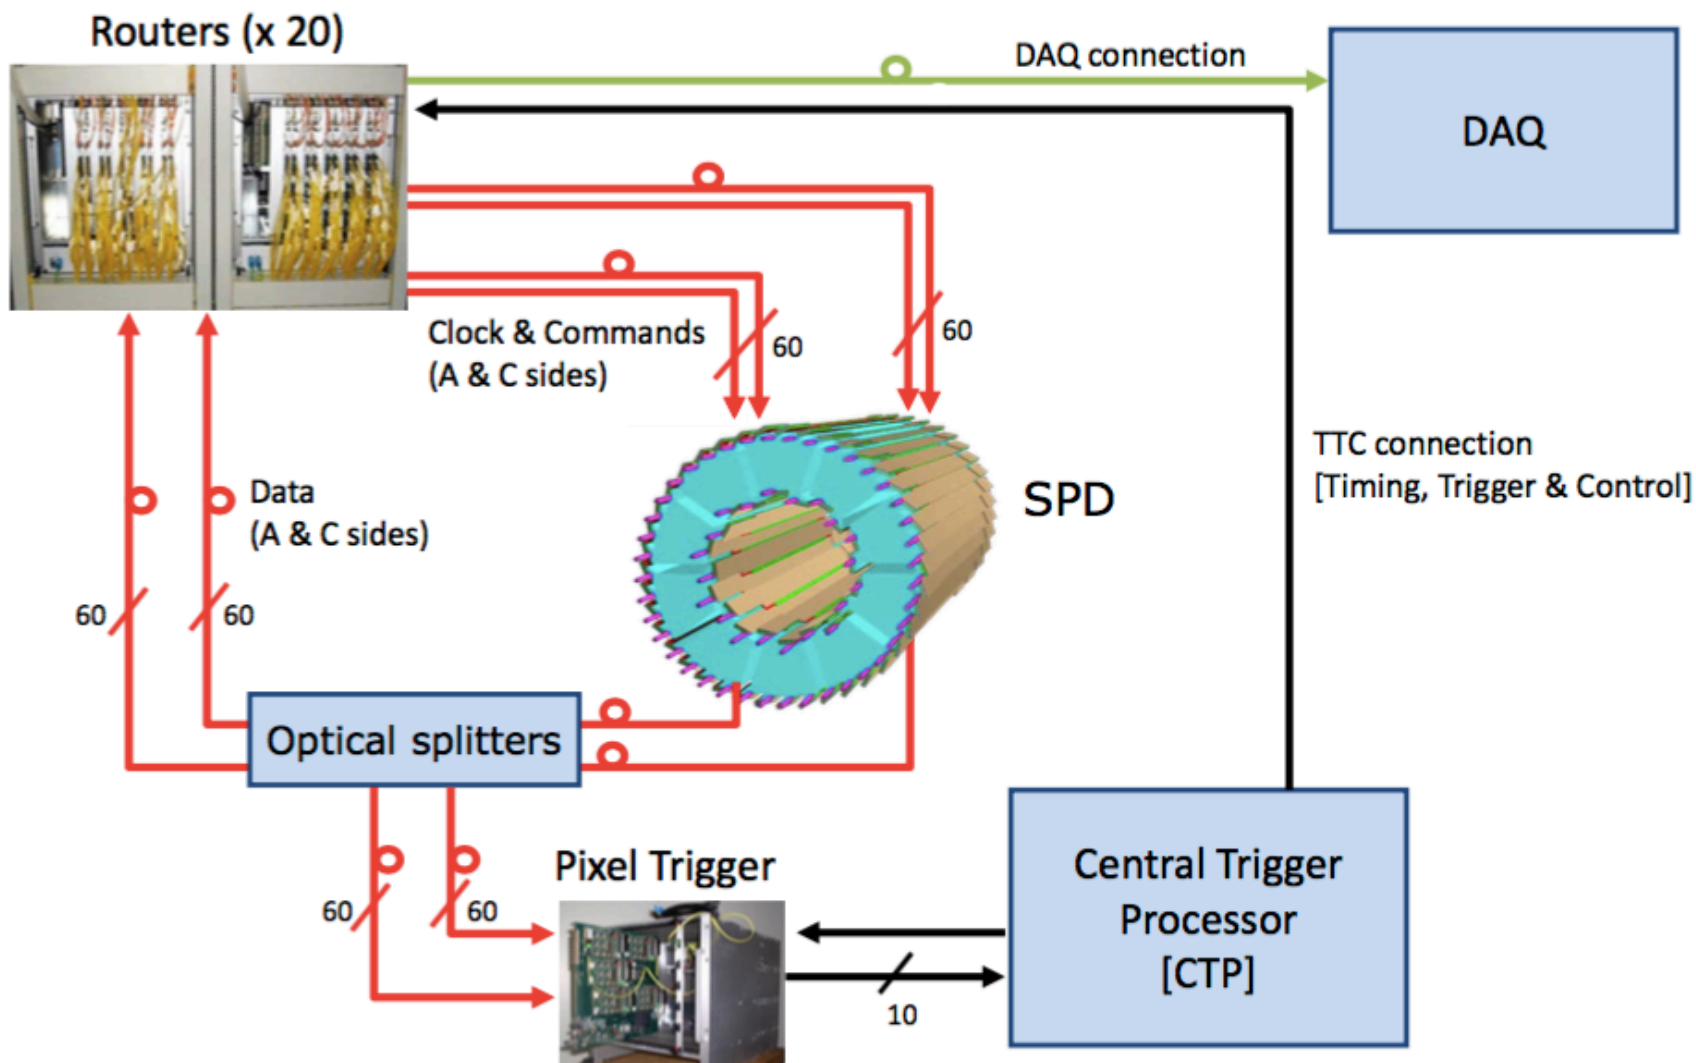 Routers (x 20)
DAQ connection
DAQ
Clock & Commands
(A & C sides)
60
60
TTC connection
[Timing, Trigger & Control]
SPD
Data
(A & C sides)
60
60
Optical splitters
Pixel Trigger
60
60
10
Central Trigger
Processor
[CTP]